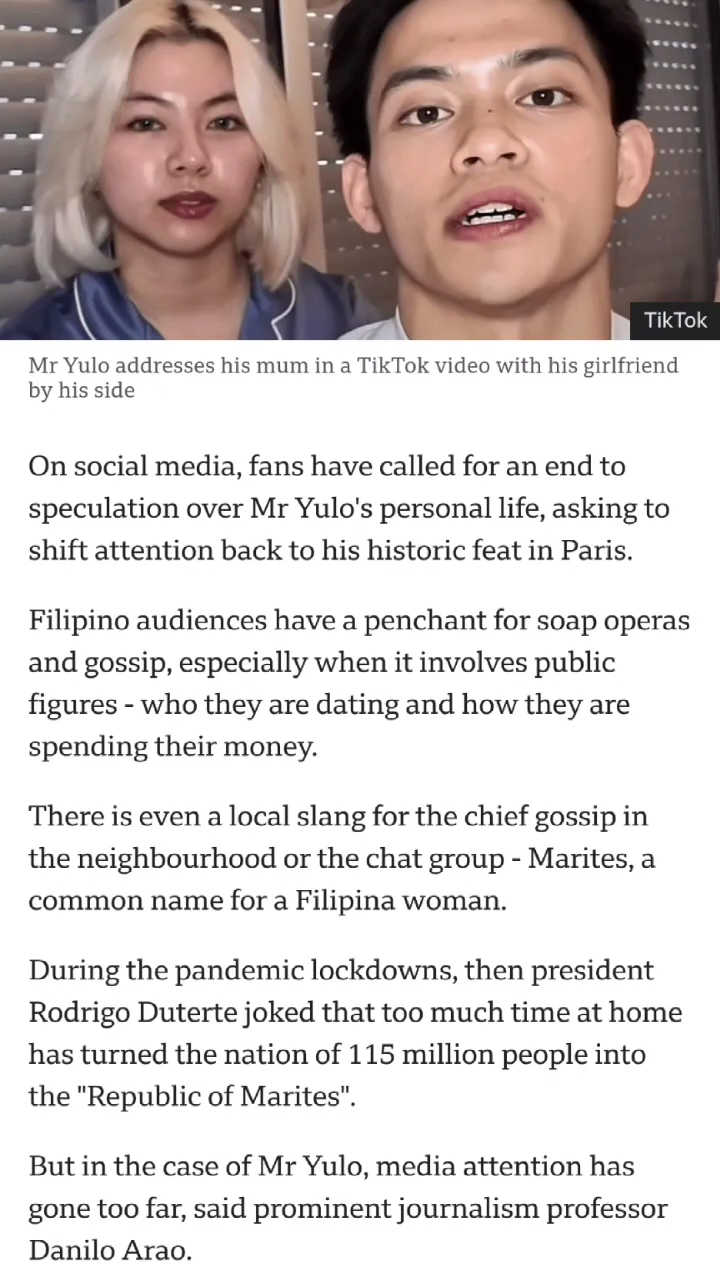 TikTok
Mr Yulo addresses his mum in a TikTok video with his girlfriend
by his side
On social media, fans have called for an end to
speculation over Mr Yulo's personal life, asking to
shift attention back to his historic feat in Paris.
Filipino audiences have a penchant for soap operas
and gossip, especially when it involves public
figures - who they are dating and how they are
spending their money.
There is even a local slang for the chief gossip in
the neighbourhood or the chat group - Marites, a
common name for a Filipina woman.
During the pandemic lockdowns, then president
Rodrigo Duterte joked that too much time at home
has turned the nation of 115 million people into
the "Republic of Marites".
But in the case of Mr Yulo, media attention has
gone too far, said prominent journalism professor
Danilo Arao.